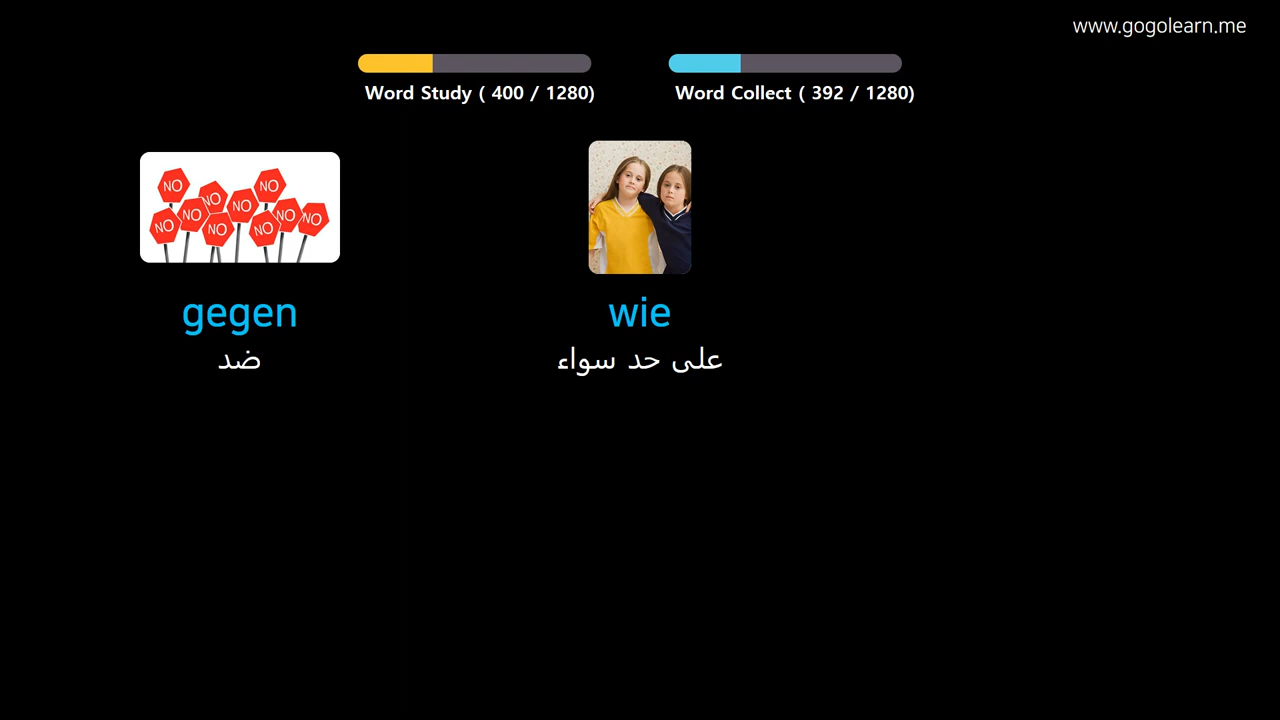 www.gogolearn.me
Word Study ( 400 / 1280)
Word Collect ( 392 / 1280)
NO
NO
NO
NO
NO
NO
NO
NO
NO
NO
gegen
ضد
wie
على حد سواء